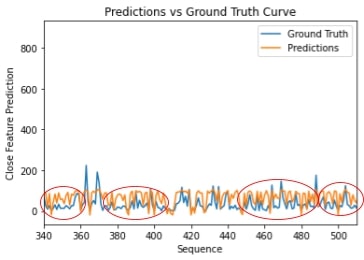 Predictions vs Ground Truth Curve
Ground Truth
Predictions
Close Feature Prediction
800
600
400
200
0
340 360 380 400 420 440 460 480 500
Sequence